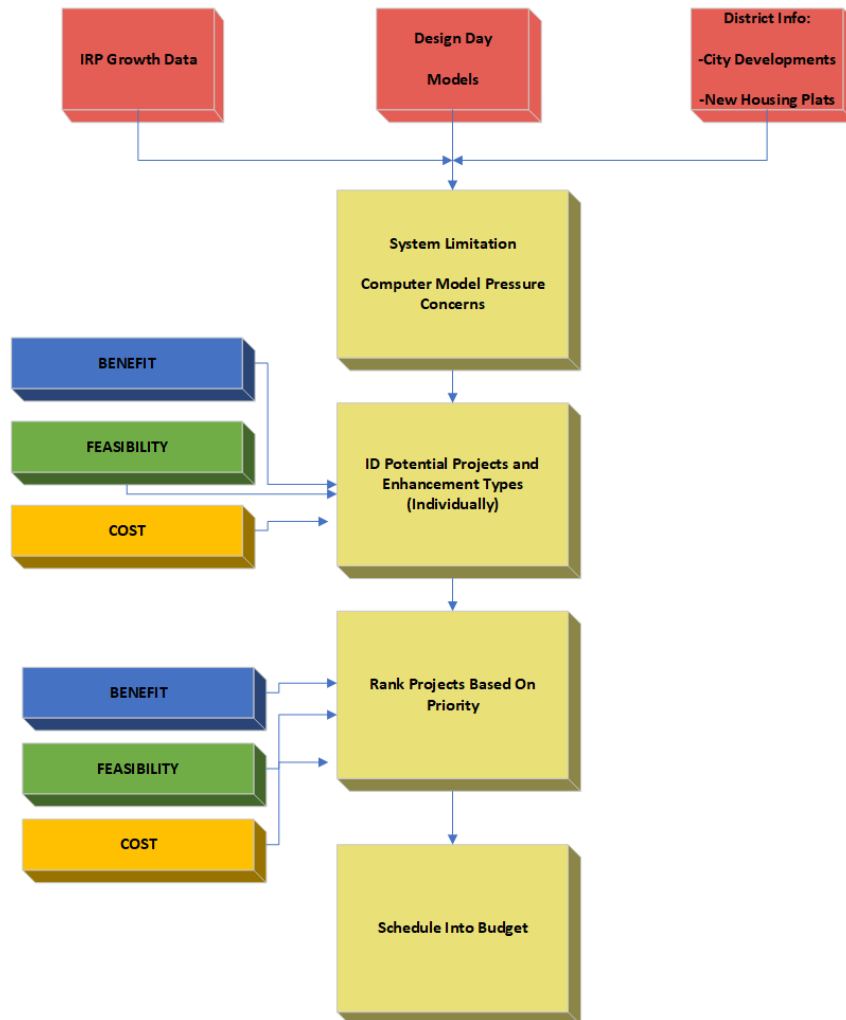 IRP Growth Data
Design Day
Models
District Info:
-City Developments
-New Housing Plats
System Limitation
Computer Model Pressure
Concerns
BENEFIT
FEASIBILITY
COST
ID Potential Projects and
Enhancement Types
(Individually)
BENEFIT
FEASIBILITY
COST
Rank Projects Based On
Priority
Schedule Into Budget